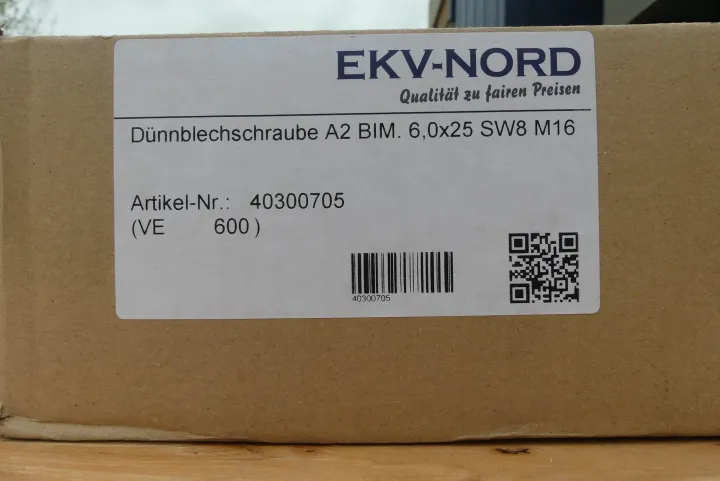 EKV-NORD
Qualität zu fairen Preisen
Dünnblechschraube A2 BIM. 6,0x25 SW8 M16
Artikel-Nr.: 40300705
(VE 600 )
40300705